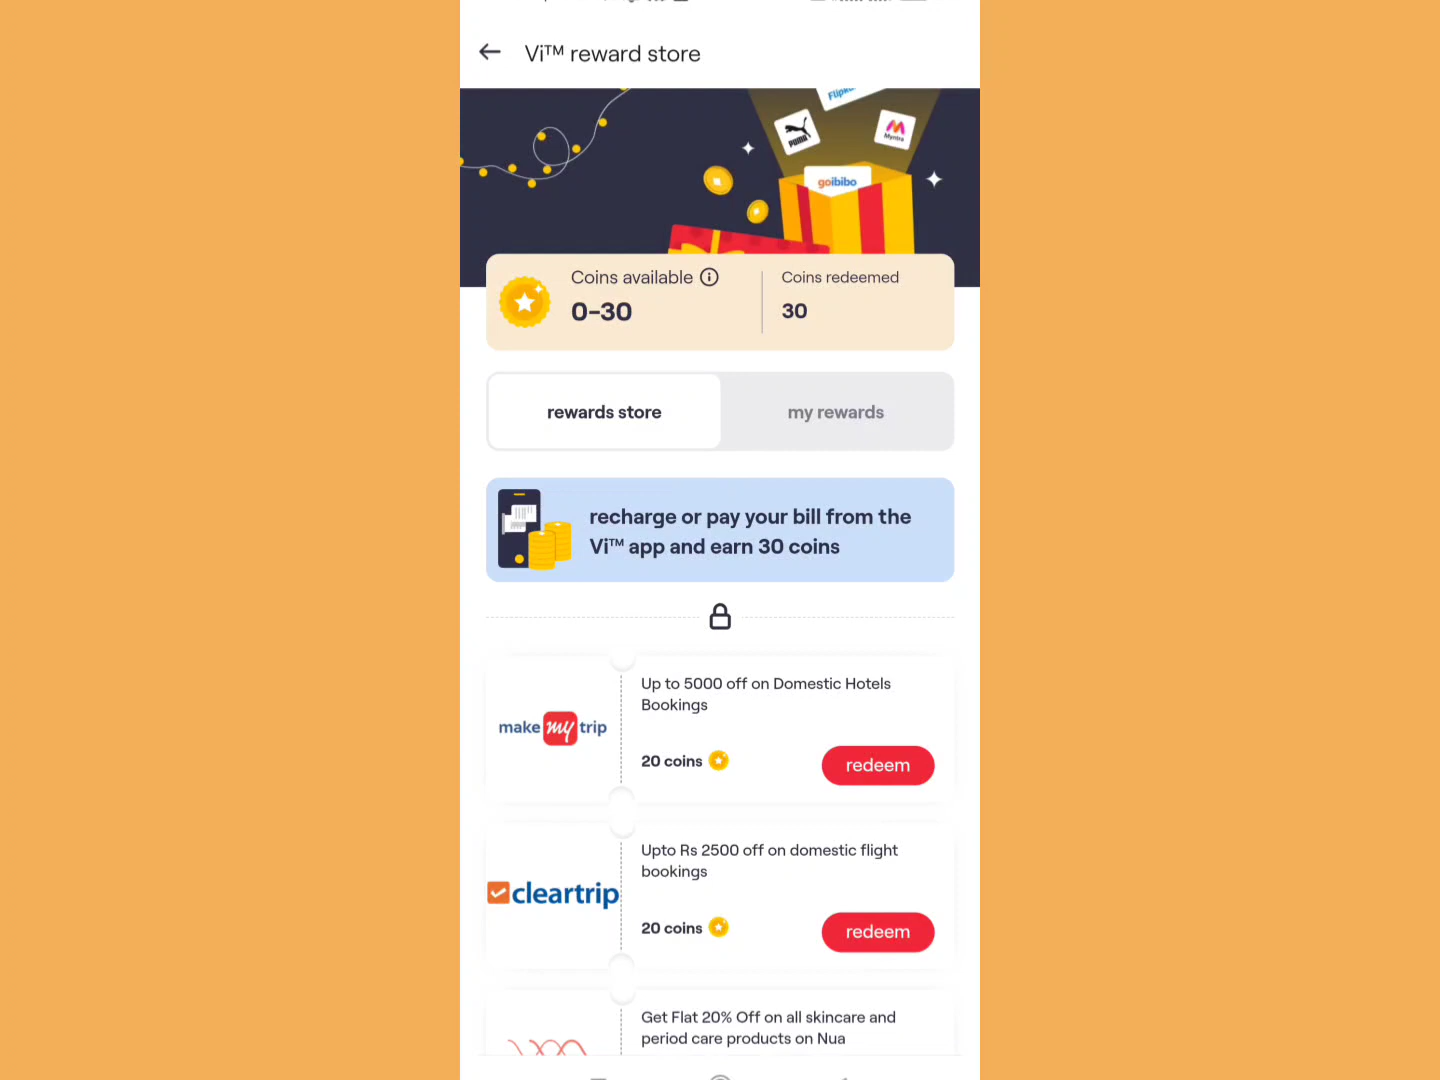 Vi™ reward store
PUMA
Myntra
goibibo
Coins available
0-30
Coins redeemed
30
rewards store
my rewards
recharge or pay your bill from the
Vi™ app and earn 30 coins
make my trip
Up to 5000 off on Domestic Hotels
Bookings
20 coins
redeem
cleartrip
Upto Rs 2500 off on domestic flight
bookings
20 coins
redeem
Get Flat 20% Off on all skincare and
period care products on Nua